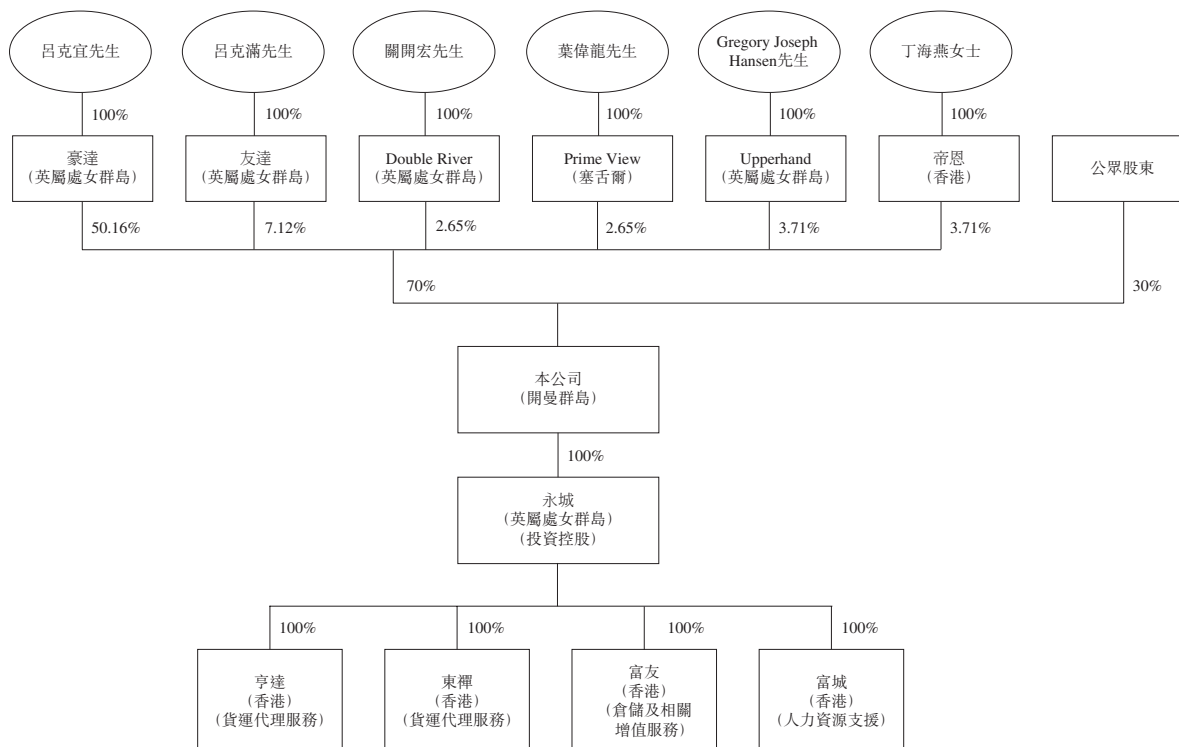 呂克宜先生
呂克滿先生
關開宏先生
葉偉龍先生
Gregory Joseph
Hansen先生
丁海燕女士
100%
100%
100%
100%
100%
100%
豪達
(英屬處女群島)
友達
(英屬處女群島)
Double River
(英屬處女群島)
Prime View
(塞舌爾)
Upperhand
(英屬處女群島)
帝恩
(香港)
公眾股東
50.16%
7.12%
2.65%
2.65%
3.71%
3.71%
70%
30%
本公司
(開曼群島)
100%
永城
(英屬處女群島)
(投資控股)
100%
100%
100%
100%
亨達
(香港)
(貨運代理服務)
東禪
(香港)
(貨運代理服務)
富友
(香港)
(倉儲及相關
增值服務)
富城
(香港)
(人力資源支援)